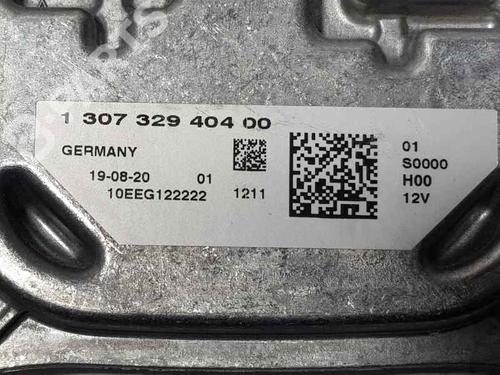 1 307 329 404 00
GERMANY
19-08-20 01
10EEG122222 1211
01
S0000
H00
12V